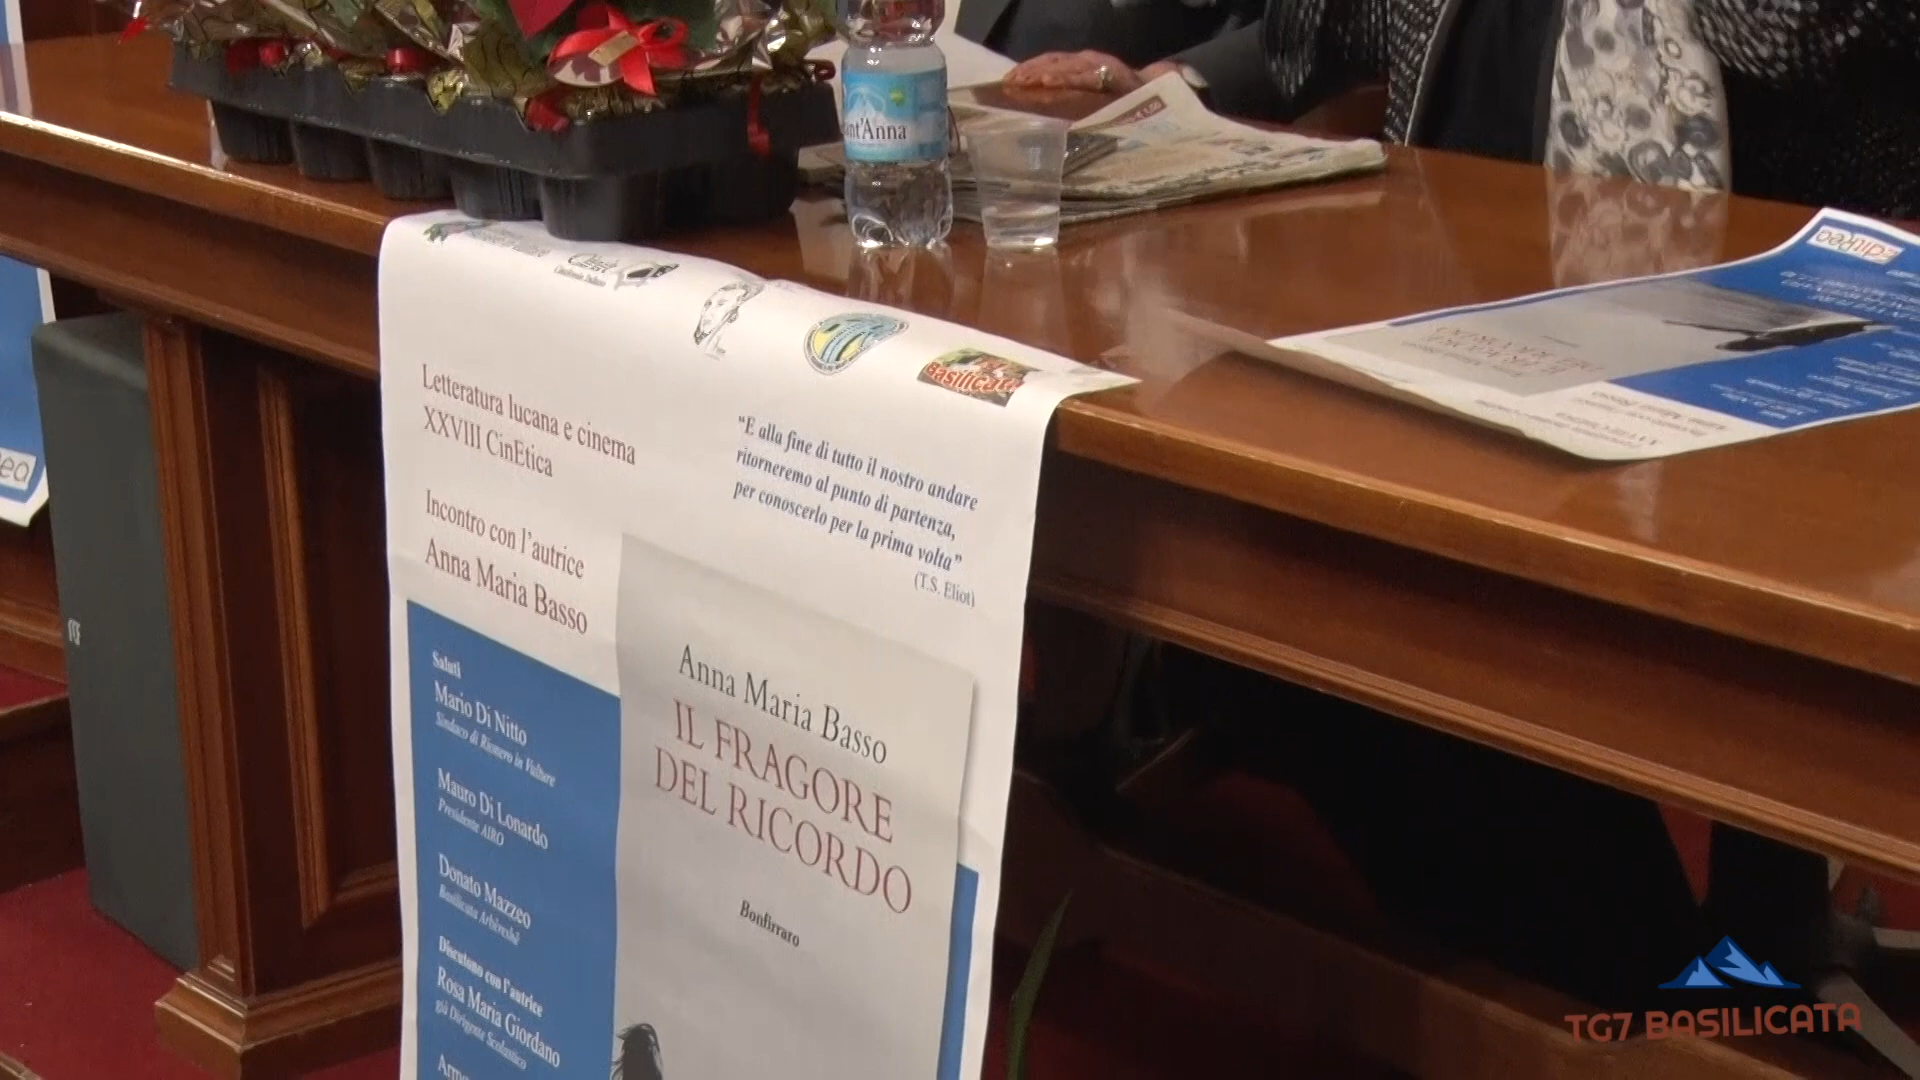 Sant'Anna
Basilicata
Letteratura lucana e cinema
XXVIII CinEtica
"E alla fine di tutto il nostro andare
ritorneremo al punto di partenza,
per conoscerlo per la prima volta"
(T.S. Eliot)
Incontro con l'autrice
Anna Maria Basso
Saluti
Mario Di Nitto
Sindaco di Rionero in Vulture
Mauro Di Lonardo
Presidente AIRO
Donato Mazzeo
Basilicata Arbëreshë
Discutono con l'autrice
Rosa Maria Giordano
già Dirigente Scolastico
Anna Maria Basso
IL FRAGORE
DEL RICORDO
Bonfirraro
TG7 BASILICATA